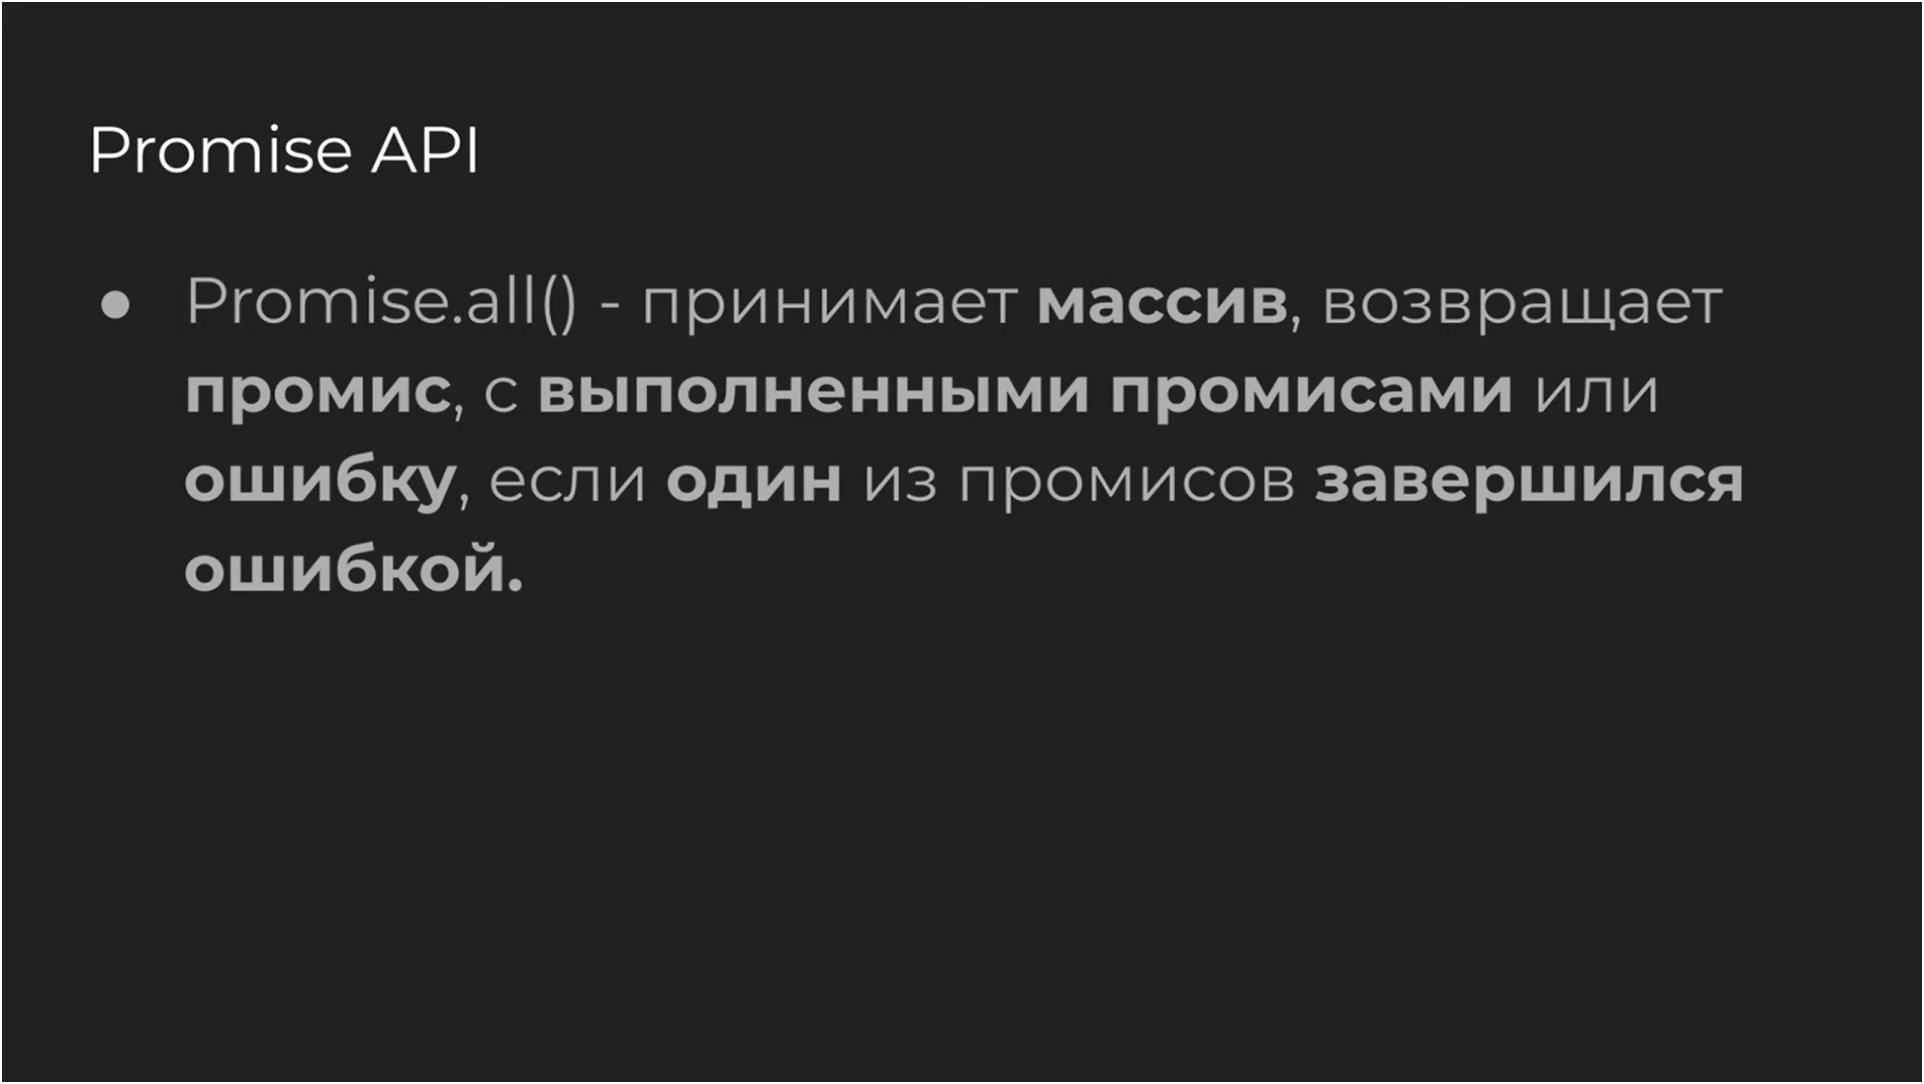 Promise API
● Promise.all() - принимает массив, возвращает
промис, с выполненными промисами или
ошибку, если один из промисов завершился
ошибкой.